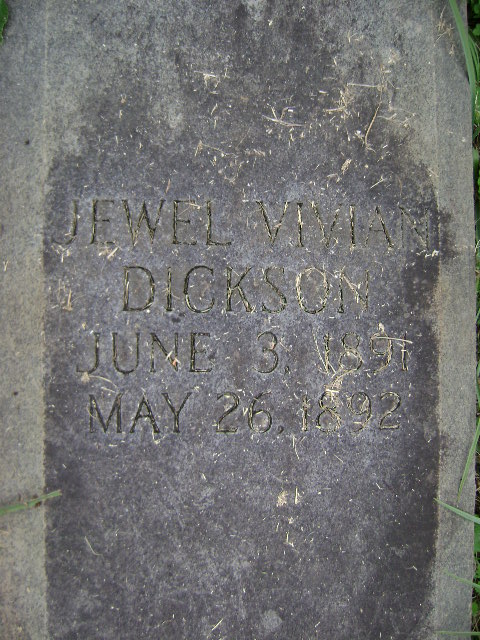 JEWEL VIVIAN
DICKSON
JUNE 3. 1891
MAY 26. 1892